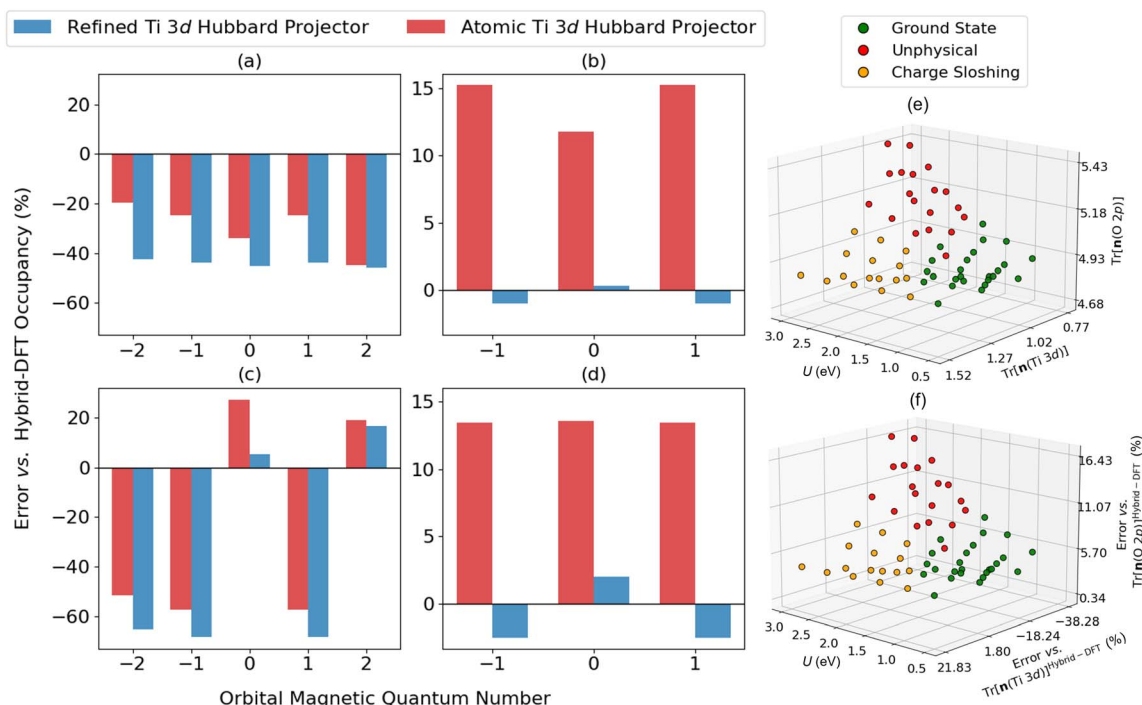 Refined Ti 3d Hubbard Projector
Atomic Ti 3d Hubbard Projector
Ground State
Unphysical
Charge Sloshing
Error vs. Hybrid-DFT Occupancy (%)
(a)
20
0
−20
−40
−60
−2 −1 0 1 2
(b)
15
10
5
0
−1 0 1
(c)
20
0
−20
−40
−60
−2 −1 0 1 2
(d)
15
10
5
0
−1 0 1
Orbital Magnetic Quantum Number
(e)
5.43
5.18
4.93
4.68
Tr[n(O 2p)]
3.0
2.5
2.0
1.5
1.0
0.5
U (eV)
1.52
1.27
1.02
0.77
Tr[n(Ti 3d)]
(f)
16.43
11.07
5.70
0.34
Error vs.
Tr[n(O 2p)]^Hybrid−DFT (%)
3.0
2.5
2.0
1.5
1.0
0.5
U (eV)
21.83
1.80
−18.24
−38.28
Error vs.
Tr[n(Ti 3d)]^Hybrid−DFT (%)